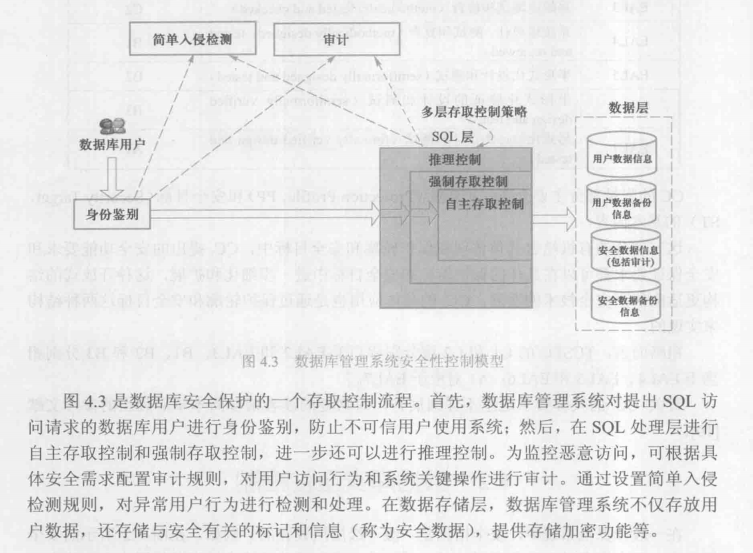 简单入侵检测
审计
多层存取控制策略
数据层
数据库用户
SQL 层
推理控制
用户数据信息
强制存取控制
身份鉴别
自主存取控制
用户数据备份
信息
安全数据信息
(包括审计)
安全数据备份
信息
图 4.3 数据库管理系统安全性控制模型
图 4.3 是数据库安全保护的一个存取控制流程。首先，数据库管理系统对提出 SQL 访
问请求的数据库用户进行身份鉴别，防止不可信用户使用系统；然后，在 SQL 处理层进行
自主存取控制和强制存取控制，进一步还可以进行推理控制。为监控恶意访问，可根据具
体安全需求配置审计规则，对用户访问行为和系统关键操作进行审计。通过设置简单入侵
检测规则，对异常用户行为进行检测和处理。在数据存储层，数据库管理系统不仅存放用
户数据，还存储与安全有关的标记和信息（称为安全数据），提供存储加密功能等。